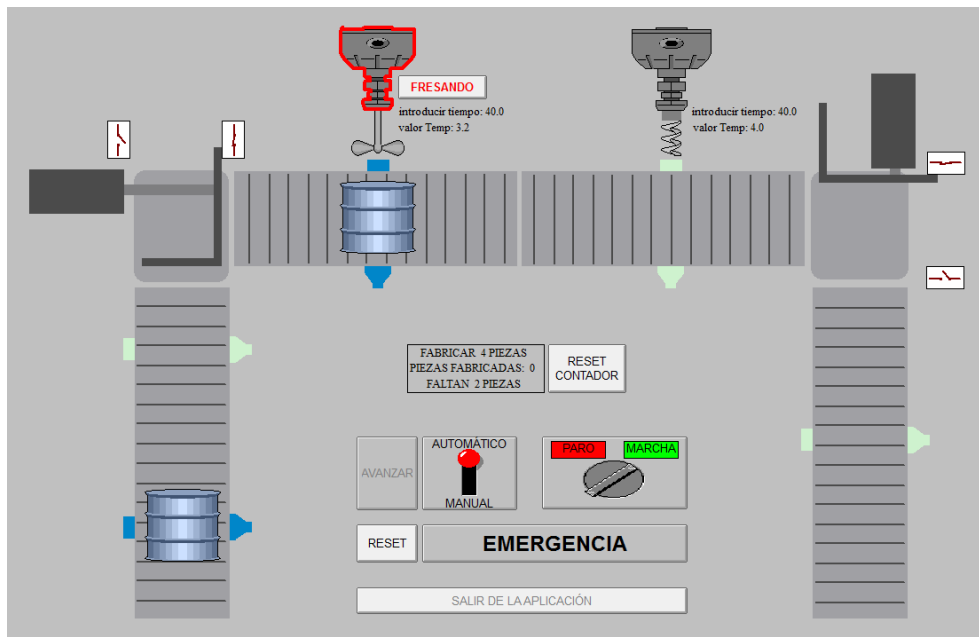 FRESANDO
introducir tiempo: 40.0
valor Temp: 3.2
introducir tiempo: 40.0
valor Temp: 4.0
FABRICAR 4 PIEZAS
PIEZAS FABRICADAS: 0
FALTAN 2 PIEZAS
RESET
CONTADOR
AVANZAR
AUTOMÁTICO
MANUAL
PARO
MARCHA
RESET
EMERGENCIA
SALIR DE LA APLICACIÓN